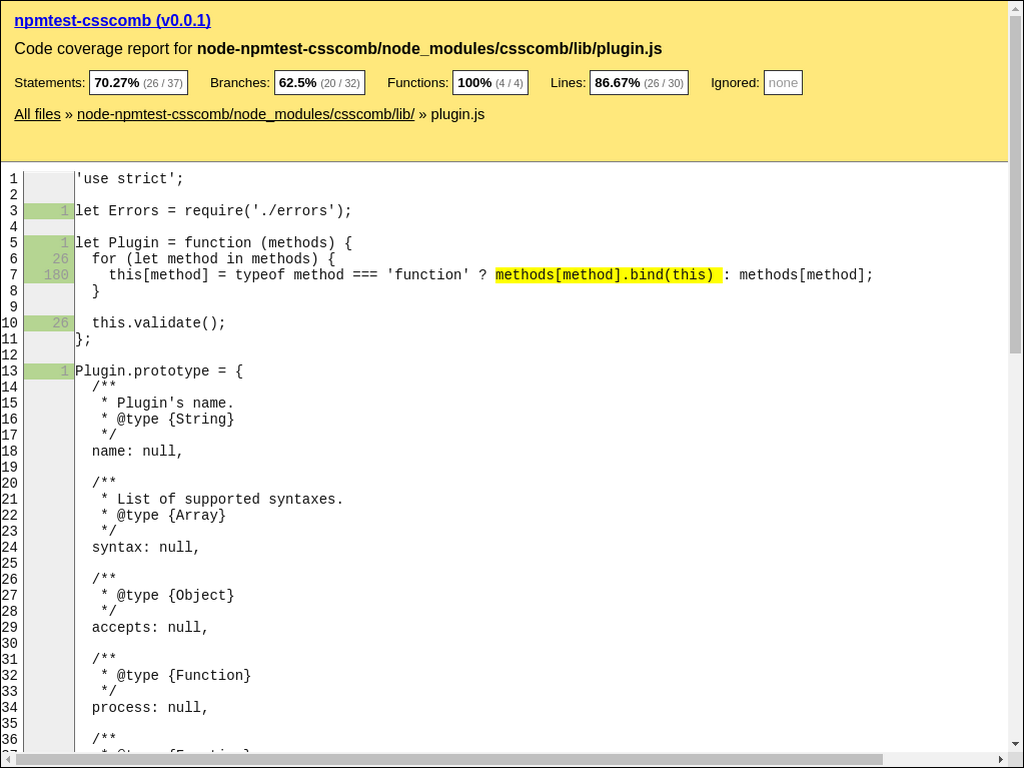 npmtest-csscomb (v0.0.1)
Code coverage report for node-npmtest-csscomb/node_modules/csscomb/lib/plugin.js
Statements: 70.27% (26 / 37) Branches: 62.5% (20 / 32) Functions: 100% (4 / 4) Lines: 86.67% (26 / 30) Ignored: none
All files » node-npmtest-csscomb/node_modules/csscomb/lib/ » plugin.js
1 'use strict';
2
3 1 let Errors = require('./errors');
4
5 1 let Plugin = function (methods) {
6 26 for (let method in methods) {
7 180 this[method] = typeof method === 'function' ? methods[method].bind(this) : methods[method];
8 }
9
10 26 this.validate();
11 };
12
13 1 Plugin.prototype = {
14 /**
15 * Plugin's name.
16 * @type {String}
17 */
18 name: null,
19
20 /**
21 * List of supported syntaxes.
22 * @type {Array}
23 */
24 syntax: null,
25
26 /**
27 * @type {Object}
28 */
29 accepts: null,
30
31 /**
32 * @type {Function}
33 */
34 process: null,
35
36 /**